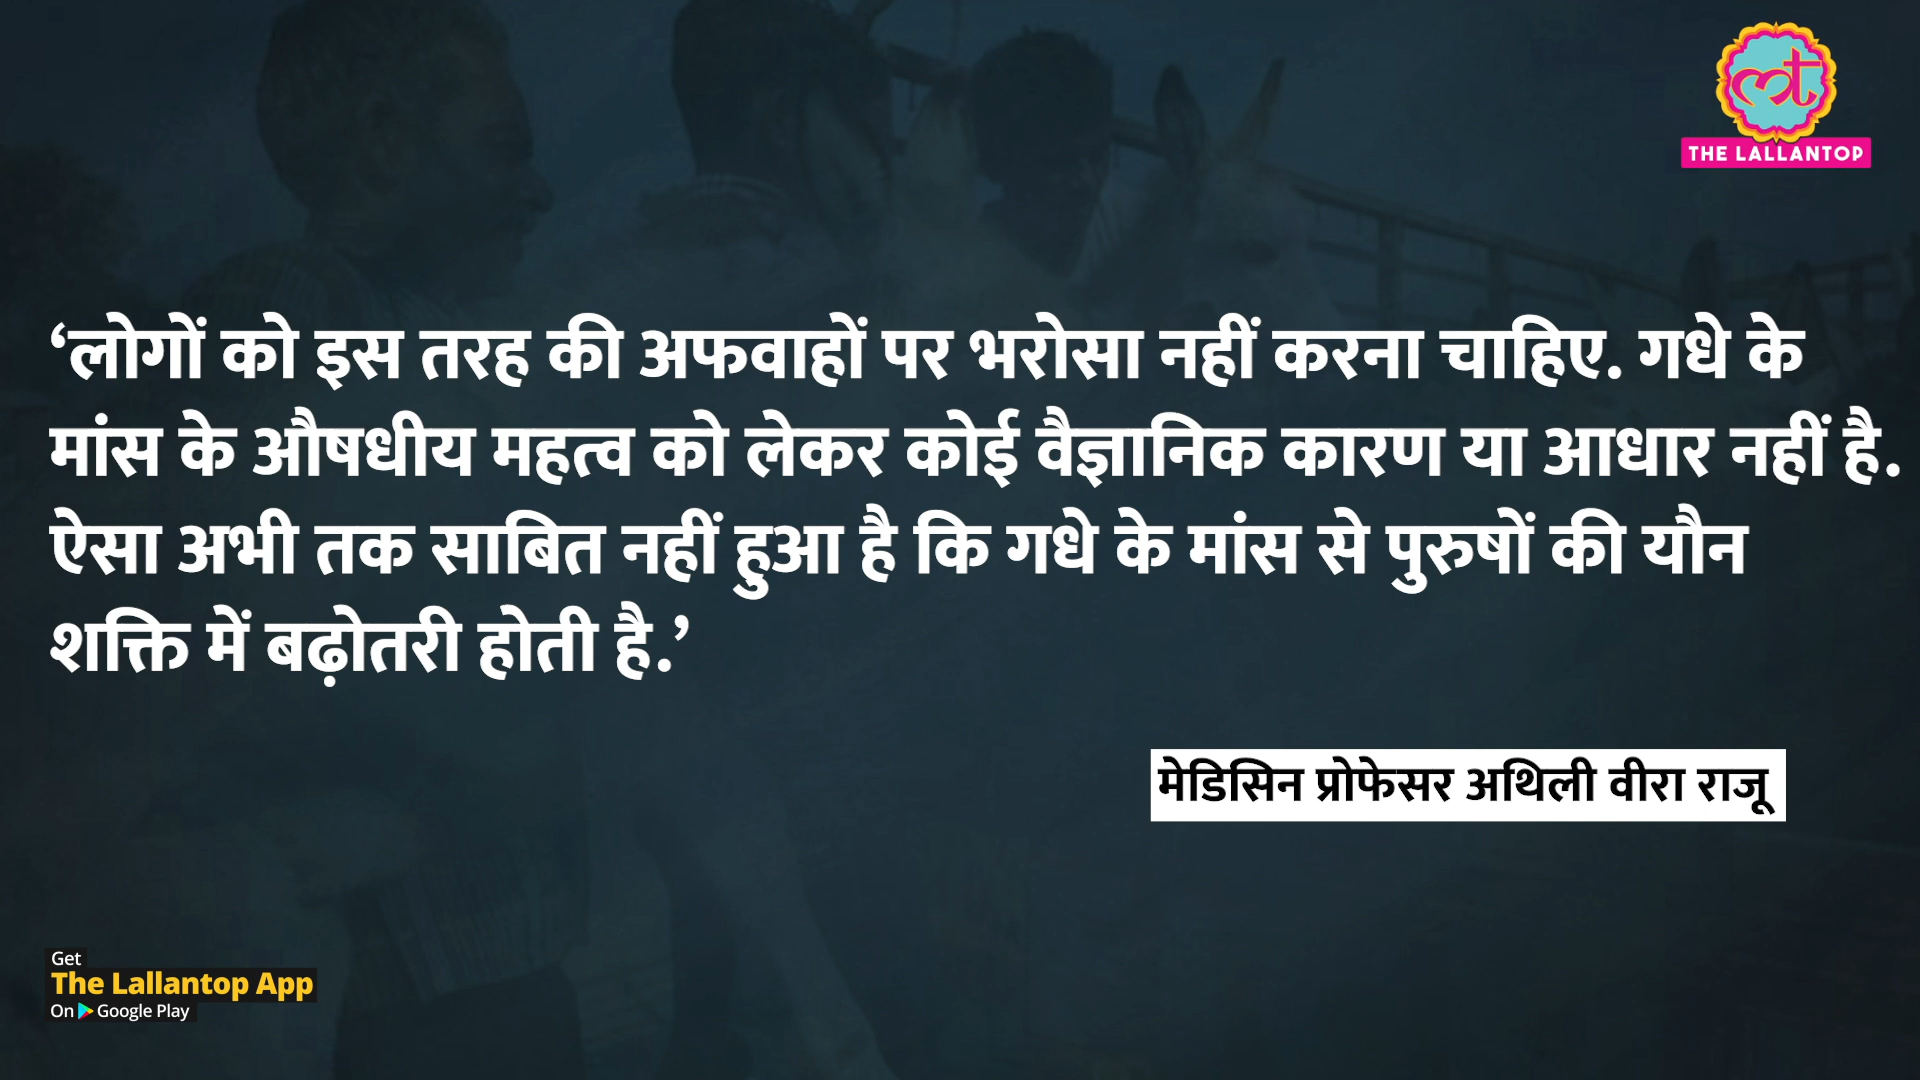 THE LALLANTOP
‘लोगों को इस तरह की अफवाहों पर भरोसा नहीं करना चाहिए. गधे के
मांस के औषधीय महत्व को लेकर कोई वैज्ञानिक कारण या आधार नहीं है.
ऐसा अभी तक साबित नहीं हुआ है कि गधे के मांस से पुरुषों की यौन
शक्ति में बढ़ोतरी होती है.’
मेडिसिन प्रोफेसर अथिली वीरा राजू
Get
The Lallantop App
On Google Play